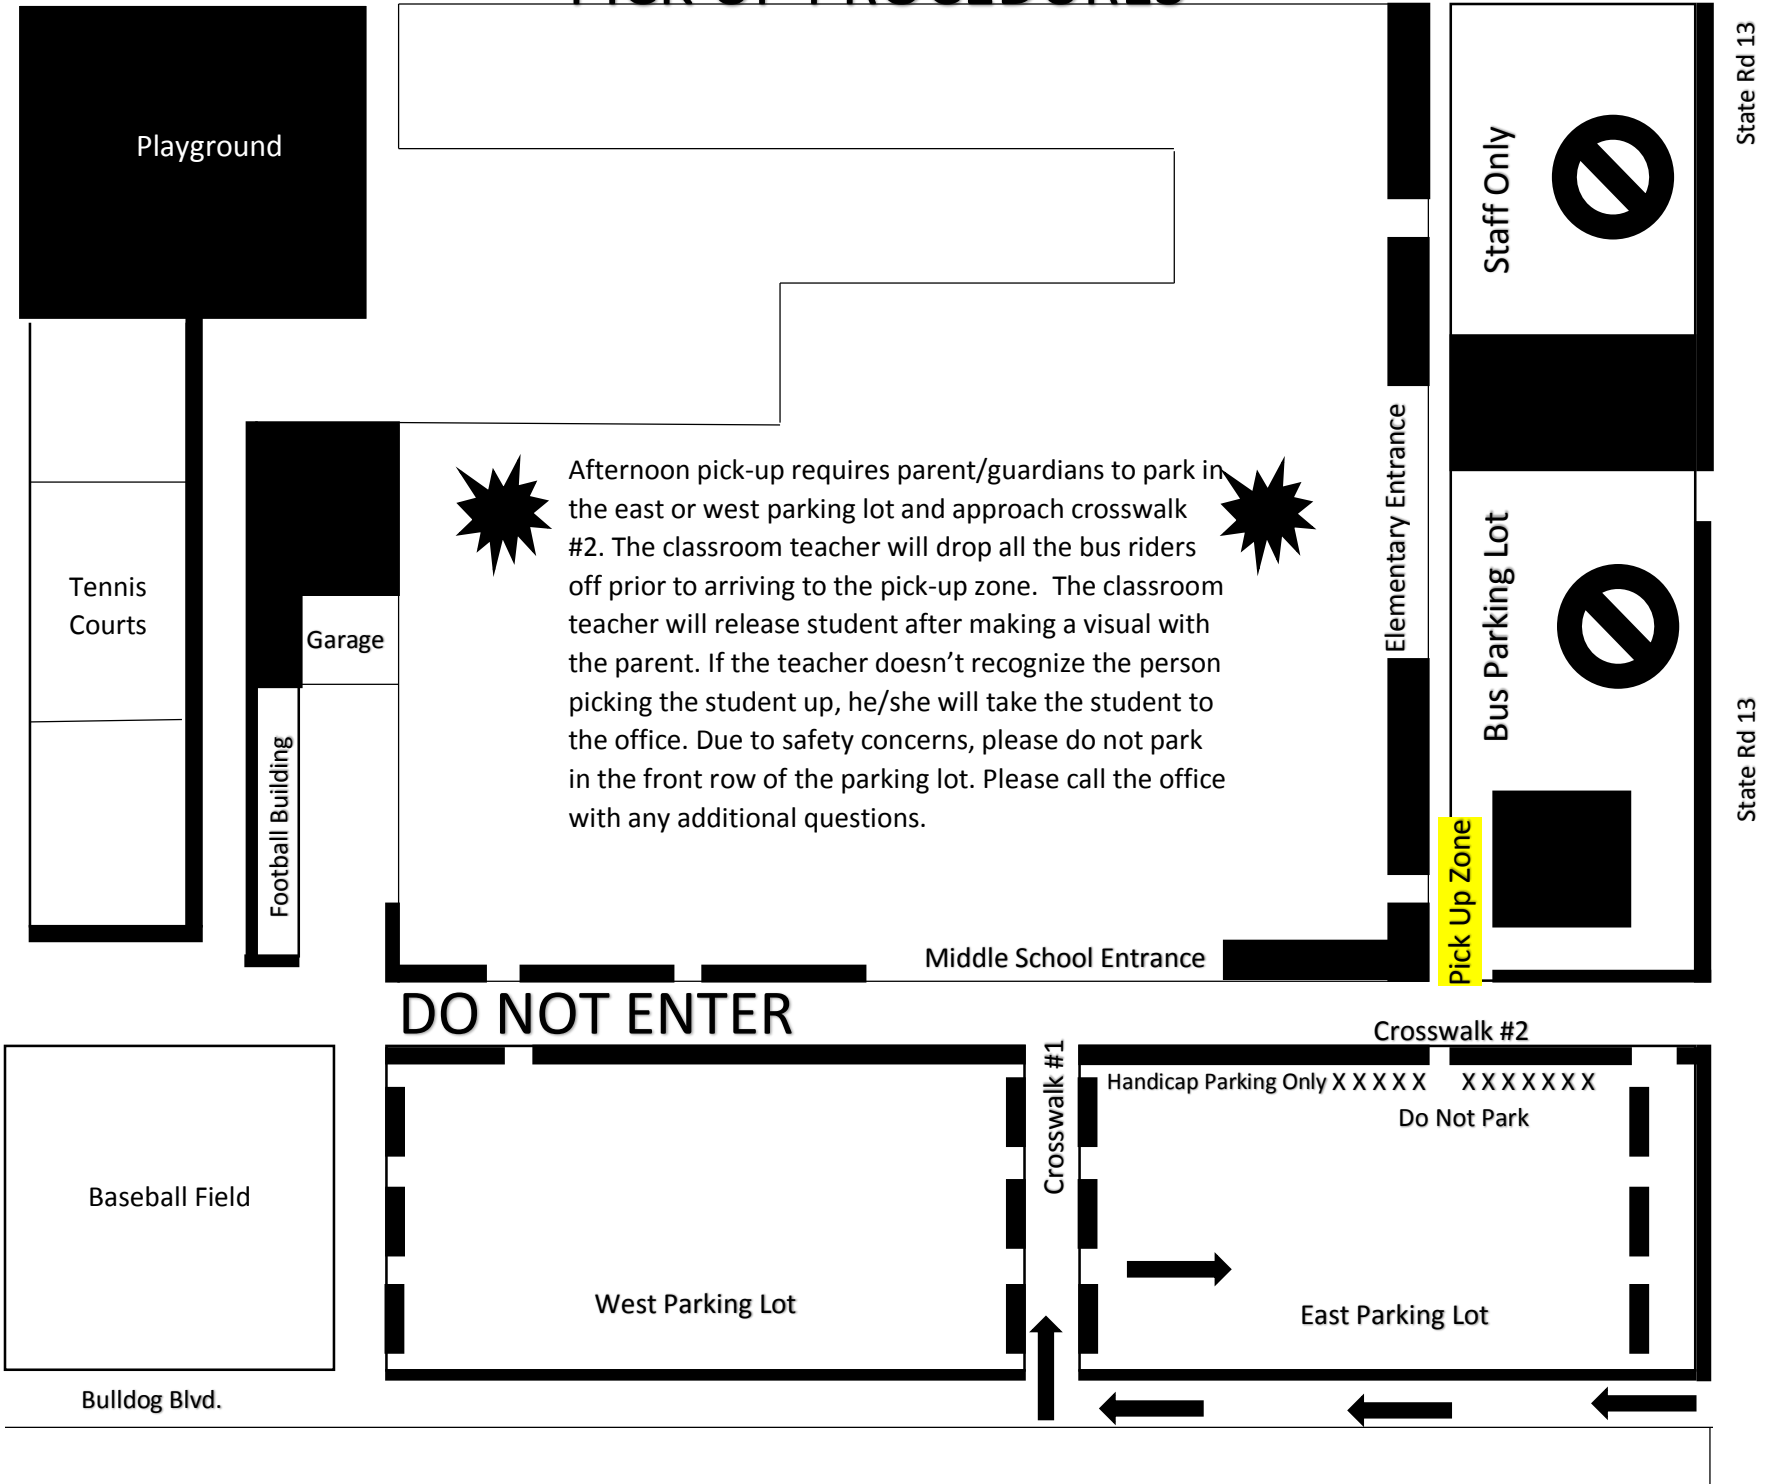 PICK UP PROCEDURES
State Rd 13
Playground
Staff Only
Afternoon pick-up requires parent/guardians to park in
the east or west parking lot and approach crosswalk
#2. The classroom teacher will drop all the bus riders
off prior to arriving to the pick-up zone.  The classroom
teacher will release student after making a visual with
the parent. If the teacher doesn’t recognize the person
picking the student up, he/she will take the student to
the office. Due to safety concerns, please do not park
in the front row of the parking lot. Please call the office
with any additional questions.
Elementary Entrance
Bus Parking Lot
Tennis
Courts
Garage
Football Building
State Rd 13
Pick Up Zone
Middle School Entrance
DO NOT ENTER
Crosswalk #2
Crosswalk #1
Handicap Parking Only X X X X X X X X X X X X
Do Not Park
Baseball Field
West Parking Lot
East Parking Lot
Bulldog Blvd.